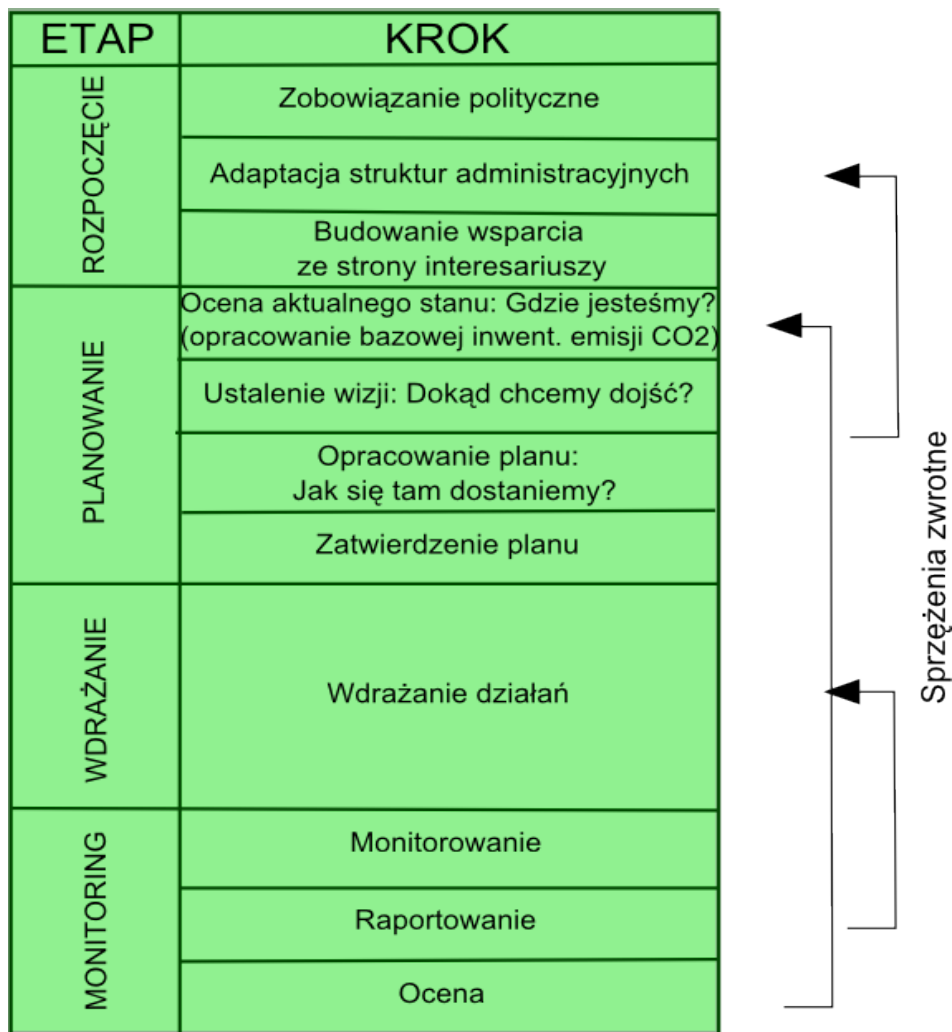 ETAP
KROK
ROZPOCZĘCIE
Zobowiązanie polityczne
Adaptacja struktur administracyjnych
Budowanie wsparcia
ze strony interesariuszy
PLANOWANIE
Ocena aktualnego stanu: Gdzie jesteśmy?
(opracowanie bazowej inwent. emisji CO2)
Ustalenie wizji: Dokąd chcemy dojść?
Opracowanie planu:
Jak się tam dostaniemy?
Zatwierdzenie planu
WDRAŻANIE
Wdrażanie działań
MONITORING
Monitorowanie
Raportowanie
Ocena
Sprzężenia zwrotne